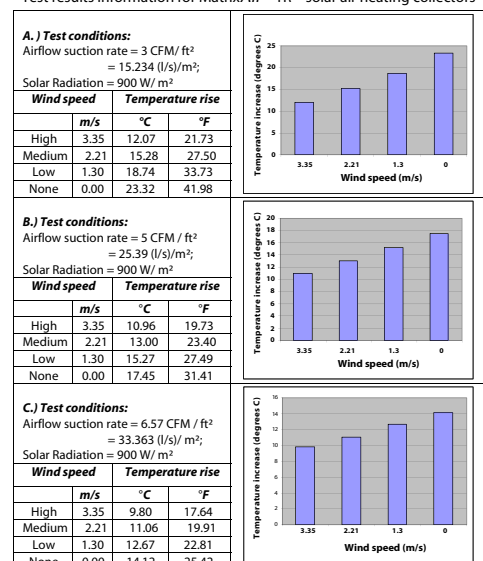 A. ) Test conditions:
Airflow suction rate = 3 CFM/ ft²
= 15.234 (l/s)/m²;
Solar Radiation = 900 W/ m²
Wind speed Temperature rise
m/s °C °F
High 3.35 12.07 21.73
Medium 2.21 15.28 27.50
Low 1.30 18.74 33.73
None 0.00 23.32 41.98
Temperature increase (degrees C)
25
20
15
10
5
0
3.35 2.21 1.3 0
Wind speed (m/s)
B.) Test conditions:
Airflow suction rate = 5 CFM / ft²
= 25.39 (l/s)/m²;
Solar Radiation = 900 W/ m²
Wind speed Temperature rise
m/s °C °F
High 3.35 10.96 19.73
Medium 2.21 13.00 23.40
Low 1.30 15.27 27.49
None 0.00 17.45 31.41
Temperature increase (degrees C)
20
18
16
14
12
10
8
6
4
2
0
3.35 2.21 1.3 0
Wind speed (m/s)
C.) Test conditions:
Airflow suction rate = 6.57 CFM / ft²
= 33.363 (l/s)/ m²;
Solar Radiation = 900 W/ m²
Wind speed Temperature rise
m/s °C °F
High 3.35 9.80 17.64
Medium 2.21 11.06 19.91
Low 1.30 12.67 22.81
None 0.00 14.12 25.42
Temperature increase (degrees C)
16
14
12
10
8
6
4
2
0
3.35 2.21 1.3 0
Wind speed (m/s)